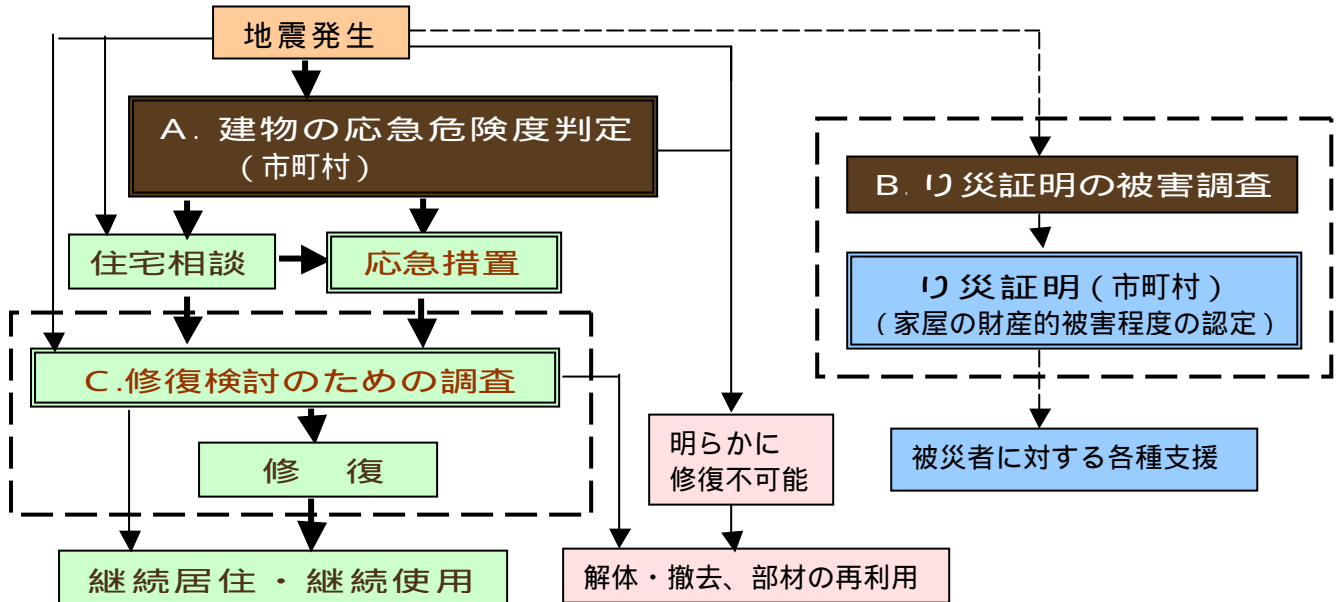 地震発生
A. 建物の応急危険度判定
（市町村）
B. り災証明の被害調査
住宅相談
応急措置
り災証明（市町村）
（家屋の財産的被害程度の認定）
C.修復検討のための調査
明らかに
修復不可能
被災者に対する各種支援
修　復
継続居住・継続使用
解体・撤去、部材の再利用